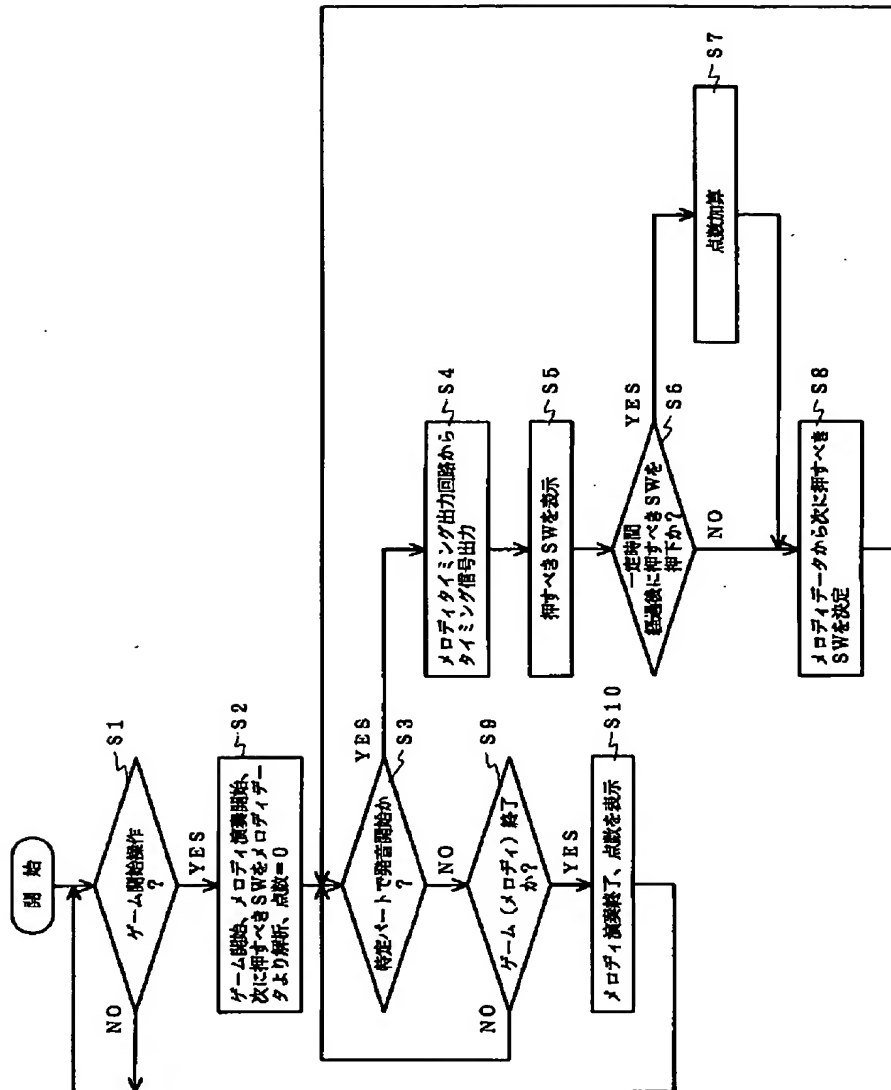 開 始
ゲーム開始操作
?
S1
NO
YES
ゲーム開始、メロディ演奏開始、
次に押すべきSWをメロディデー
タより解析、点数=0
S2
特定パートで発音開始か
?
S3
YES
NO
メロディタイミング出力回路から
タイミング信号出力
S4
押すべきSWを表示
S5
一定時間
経過後に押すべきSWを
押下か?
S6
YES
NO
点数加算
S7
メロディデータから次に押すべき
SWを決定
S8
ゲーム(メロディ)終了
か?
S9
NO
YES
メロディ演奏終了、点数を表示
S10